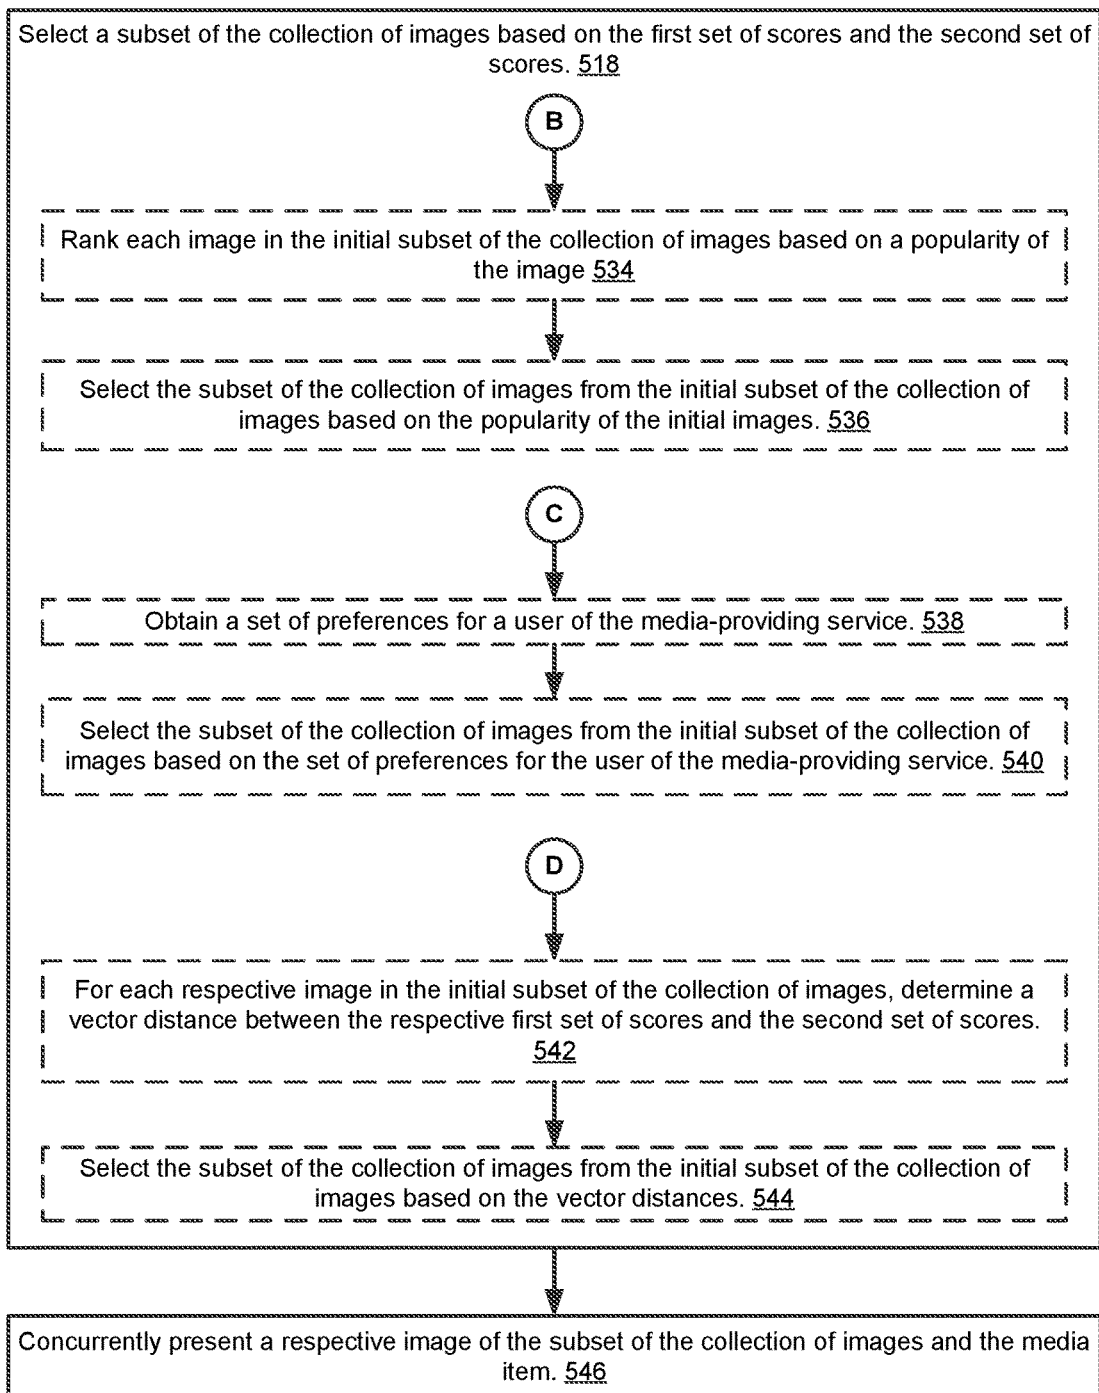 Select a subset of the collection of images based on the first set of scores and the second set of
scores. 518
B
Rank each image in the initial subset of the collection of images based on a popularity of
the image 534
Select the subset of the collection of images from the initial subset of the collection of
images based on the popularity of the initial images. 536
C
Obtain a set of preferences for a user of the media-providing service. 538
Select the subset of the collection of images from the initial subset of the collection of
images based on the set of preferences for the user of the media-providing service. 540
D
For each respective image in the initial subset of the collection of images, determine a
vector distance between the respective first set of scores and the second set of scores.
542
Select the subset of the collection of images from the initial subset of the collection of
images based on the vector distances. 544
Concurrently present a respective image of the subset of the collection of images and the media
item. 546